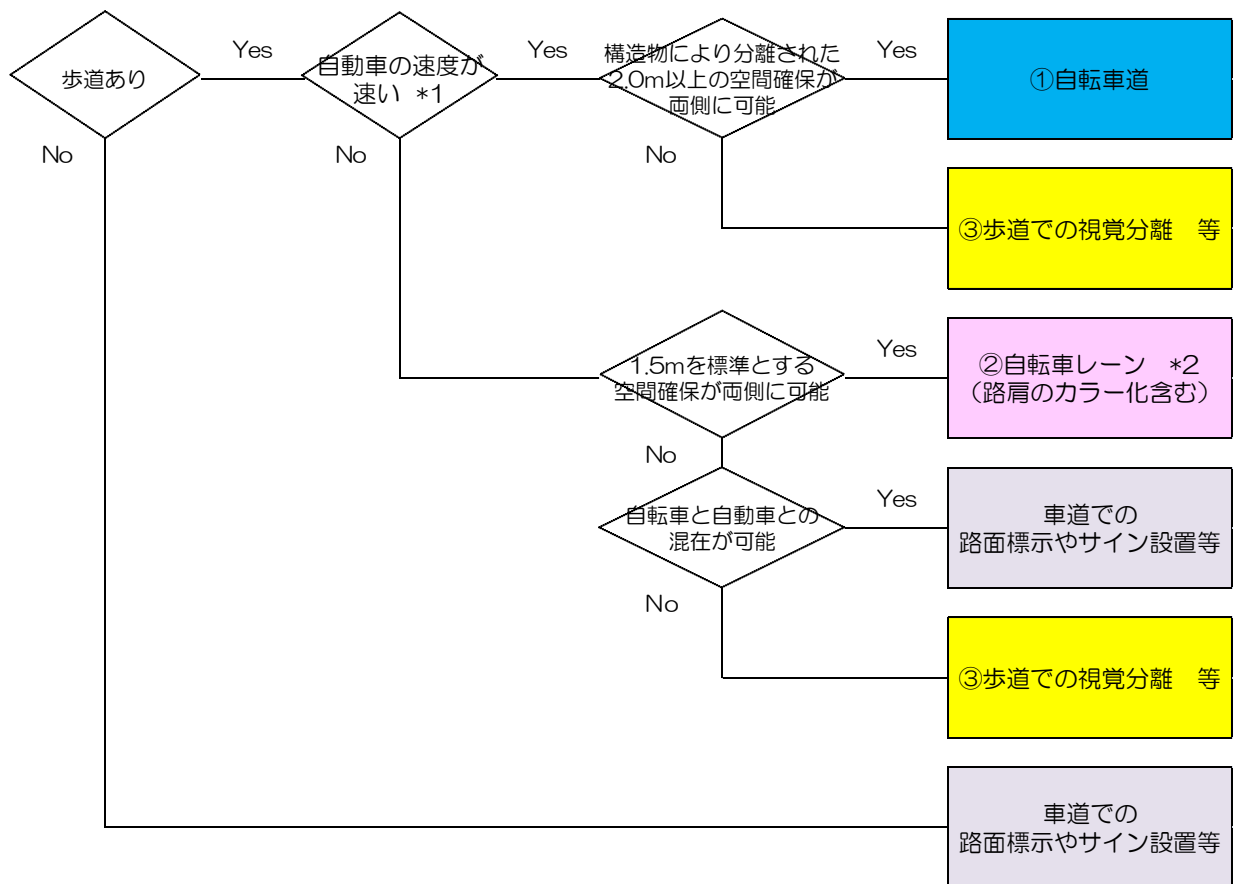 歩道あり
Yes
No
自動車の速度が
速い *1
Yes
No
構造物により分離された
2.0m以上の空間確保が
両側に可能
Yes
No
①自転車道
③歩道での視覚分離 等
1.5mを標準とする
空間確保が両側に可能
Yes
No
②自転車レーン *2
(路肩のカラー化含む)
自転車と自動車との
混在が可能
Yes
No
車道での
路面標示やサイン設置等
③歩道での視覚分離 等
車道での
路面標示やサイン設置等